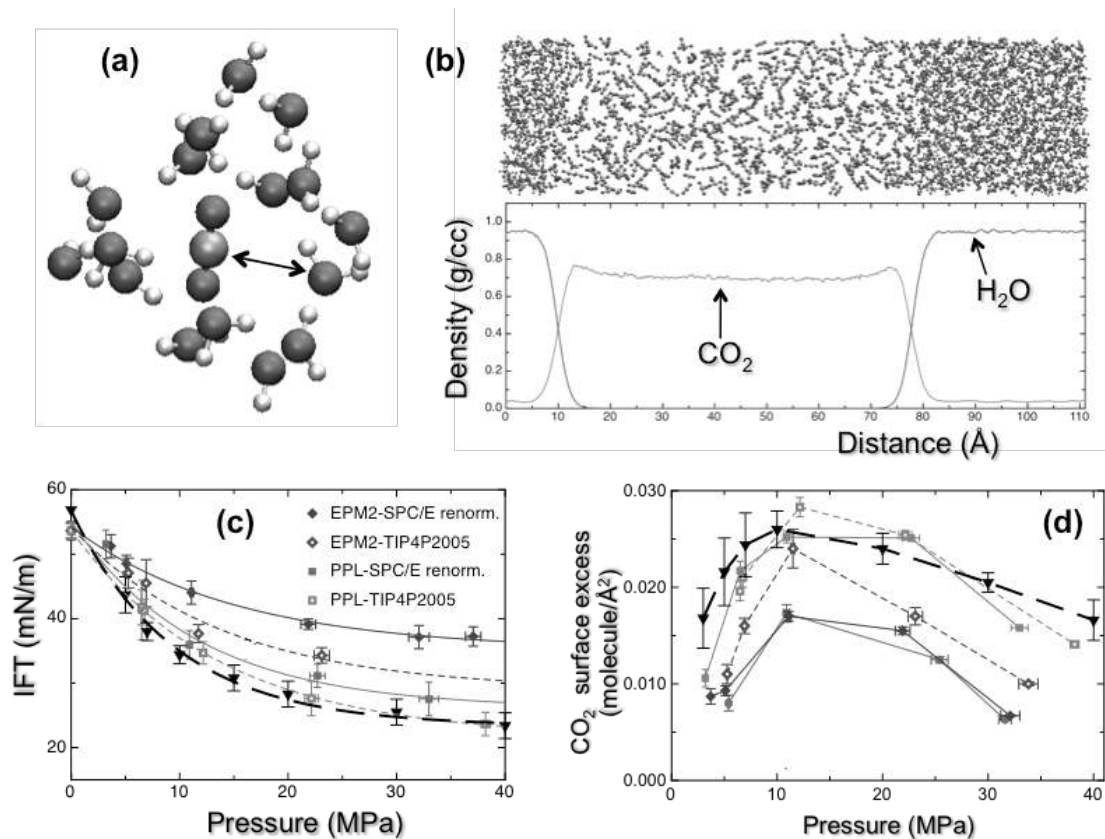 (a)
(b)
Density (g/cc)
1.0
0.8
0.6
0.4
0.2
0.0
H₂O
CO₂
0 10 20 30 40 50 60 70 80 90 100 110
Distance (Å)
(c)
IFT (mN/m)
60
40
20
EPM2-SPC/E renorm.
EPM2-TIP4P2005
PPL-SPC/E renorm.
PPL-TIP4P2005
0 10 20 30 40
Pressure (MPa)
(d)
CO₂ surface excess
(molecule/Å²)
0.030
0.020
0.010
0.000
0 10 20 30 40
Pressure (MPa)